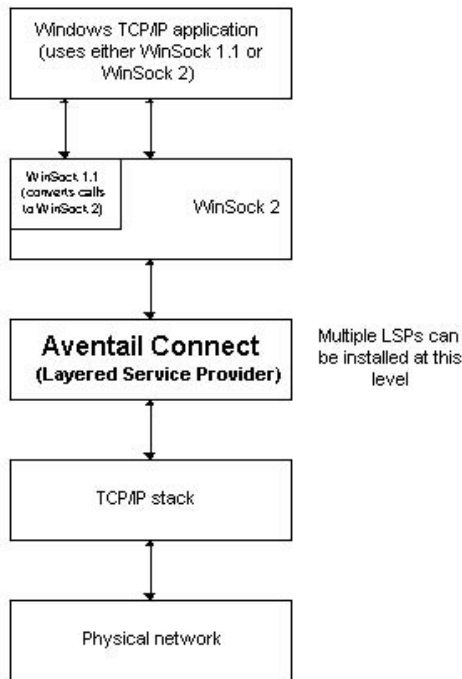 Windows TCP/IP application
(uses either WinSock 1.1 or
WinSock 2)
WinSock 1.1
(converts calls
to WinSock 2)
WinSock 2
Aventail Connect
(Layered Service Provider)
Multiple LSPs can
be installed at this
level
TCP/IP stack
Physical network